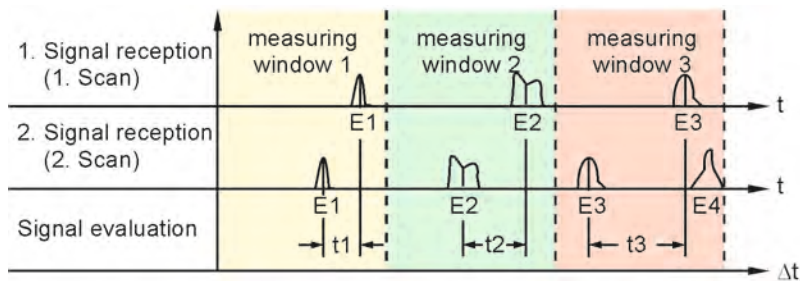 1. Signal reception
(1. Scan)
measuring
window 1
measuring
window 2
measuring
window 3
E1
E2
E3
t
2. Signal reception
(2. Scan)
E1
E2
E3
E4
t
Signal evaluation
t1
t2
t3
Δt